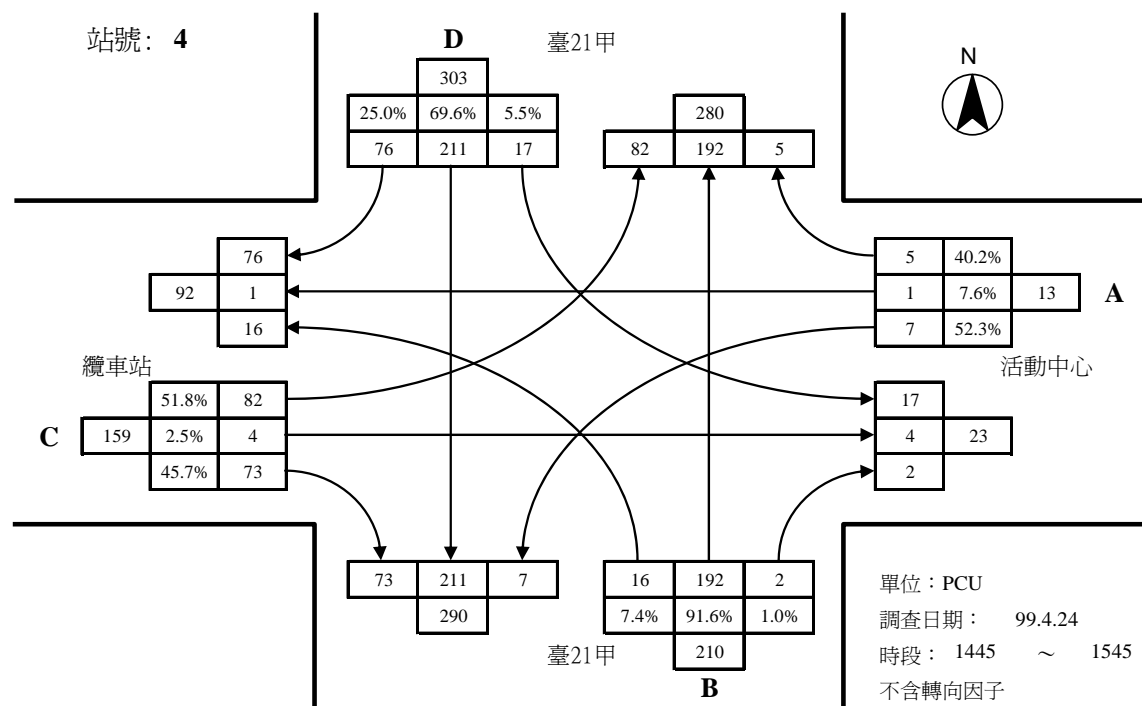 站號: 4
D
臺21甲
N
303
25.0% 69.6% 5.5%
76 211 17
280
82 192 5
76
92 1
16
5 40.2%
1 7.6% 13
7 52.3%
A
纜車站
活動中心
51.8% 82
C
159 2.5% 4
45.7% 73
17
4 23
2
73 211 7
290
16 192 2
7.4% 91.6% 1.0%
210
臺21甲
B
單位：PCU
調查日期： 99.4.24
時段： 1445 ～ 1545
不含轉向因子